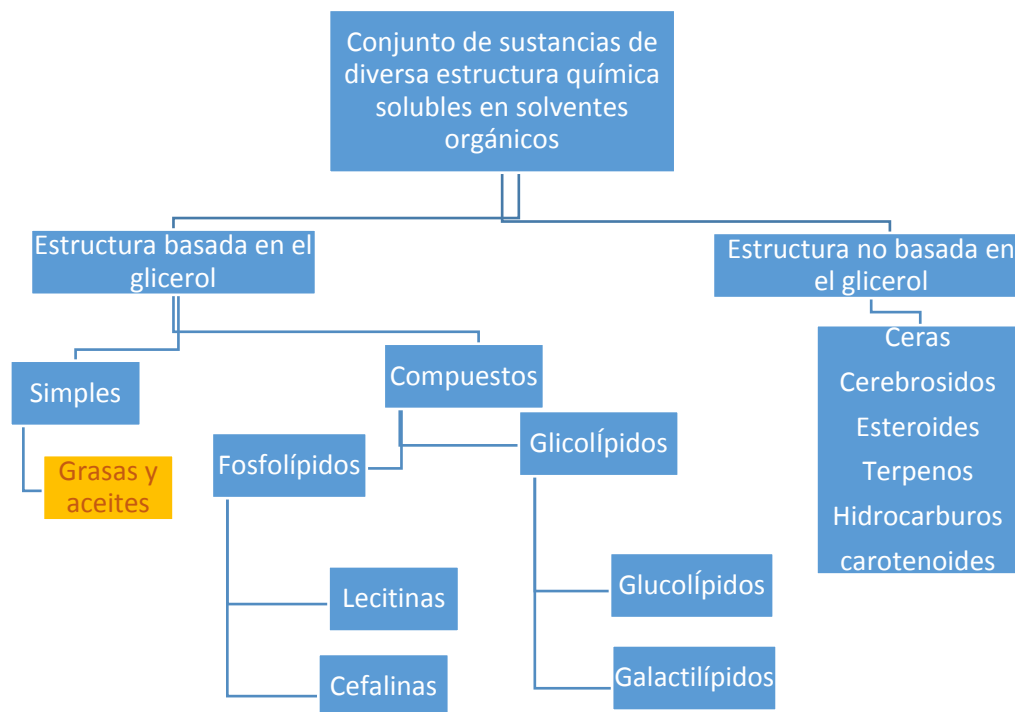 Conjunto de sustancias de
diversa estructura química
solubles en solventes
orgánicos
Estructura basada en el
glicerol
Estructura no basada en
el glicerol
Simples
Grasas y
aceites
Compuestos
Fosfolípidos
Lecitinas
Cefalinas
GlicolÍpidos
GlucolÍpidos
Galactilípidos
Ceras
Cerebrosidos
Esteroides
Terpenos
Hidrocarburos
carotenoides